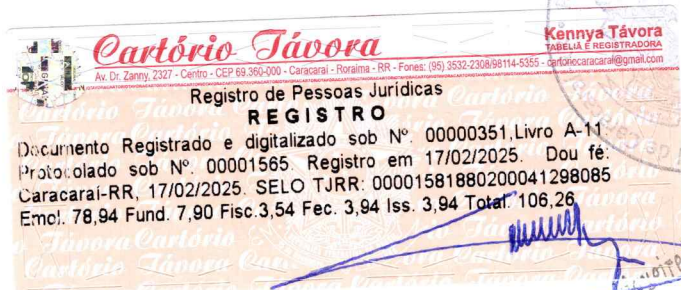 Cartório Távora
Kennya Távora
TABELIÃ E REGISTRADORA
Av. Dr. Zanny, 2327 - Centro - CEP 69.360-000 - Caracaraí - Roraima - RR - Fones: (95) 3532-2308/98114-5355 - cartoriocaracarai@gmail.com
Registro de Pessoas Jurídicas
REGISTRO
Documento Registrado e digitalizado sob Nº. 00000351,Livro A-11.
Protocolado sob Nº. 00001565. Registro em 17/02/2025. Dou fé.
Caracaraí-RR, 17/02/2025. SELO TJRR: 00001581880200041298085
Emol. 78,94 Fund. 7,90 Fisc.3,54 Fec. 3,94 Iss. 3,94 Total. 106,26